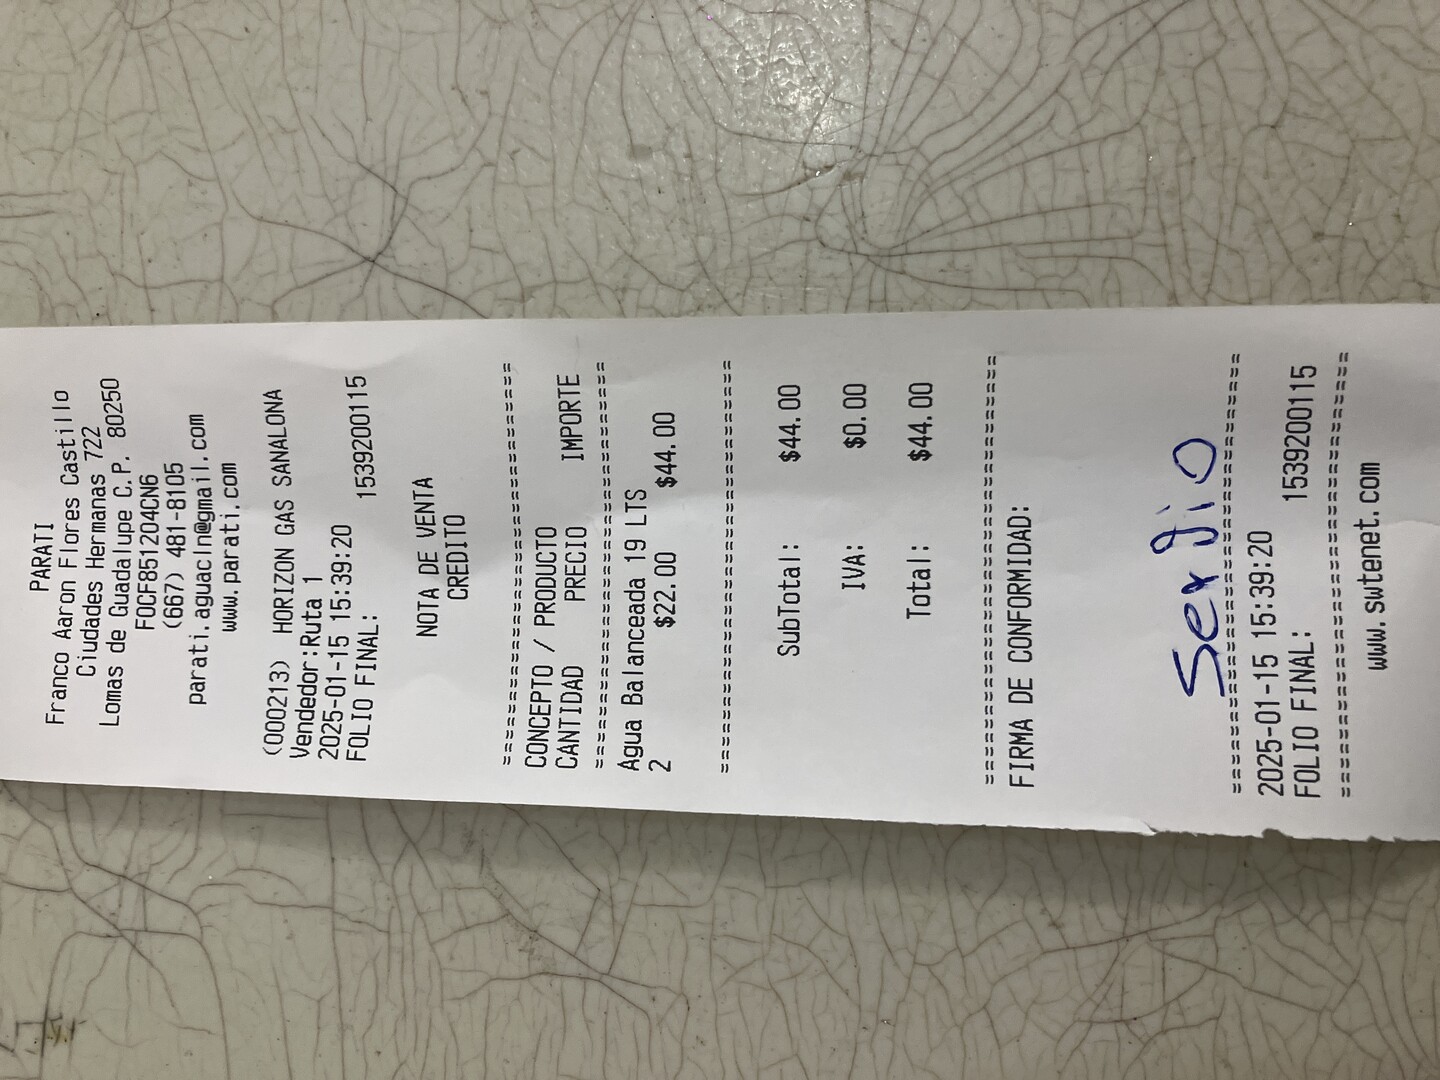 PARATI
Franco Aaron Flores Castillo
Ciudades Hermanas 722
Lomas de Guadalupe C.P. 80250
FOCF851204CN6
(667) 481-8105
parati.aguacln@gmail.com
www.parati.com
(000213) HORIZON GAS SANALONA
Vendedor:Ruta 1
2025-01-15 15:39:20
FOLIO FINAL: 1539200115
NOTA DE VENTA
CREDITO
==============================
CONCEPTO / PRODUCTO
CANTIDAD PRECIO IMPORTE
==============================
Agua Balanceada 19 LTS
2 $22.00 $44.00
==============================
SubTotal: $44.00
IVA: $0.00
Total: $44.00
==============================
FIRMA DE CONFORMIDAD:
Sergio
==============================
2025-01-15 15:39:20
FOLIO FINAL: 1539200115
==============================
www.swtenet.com